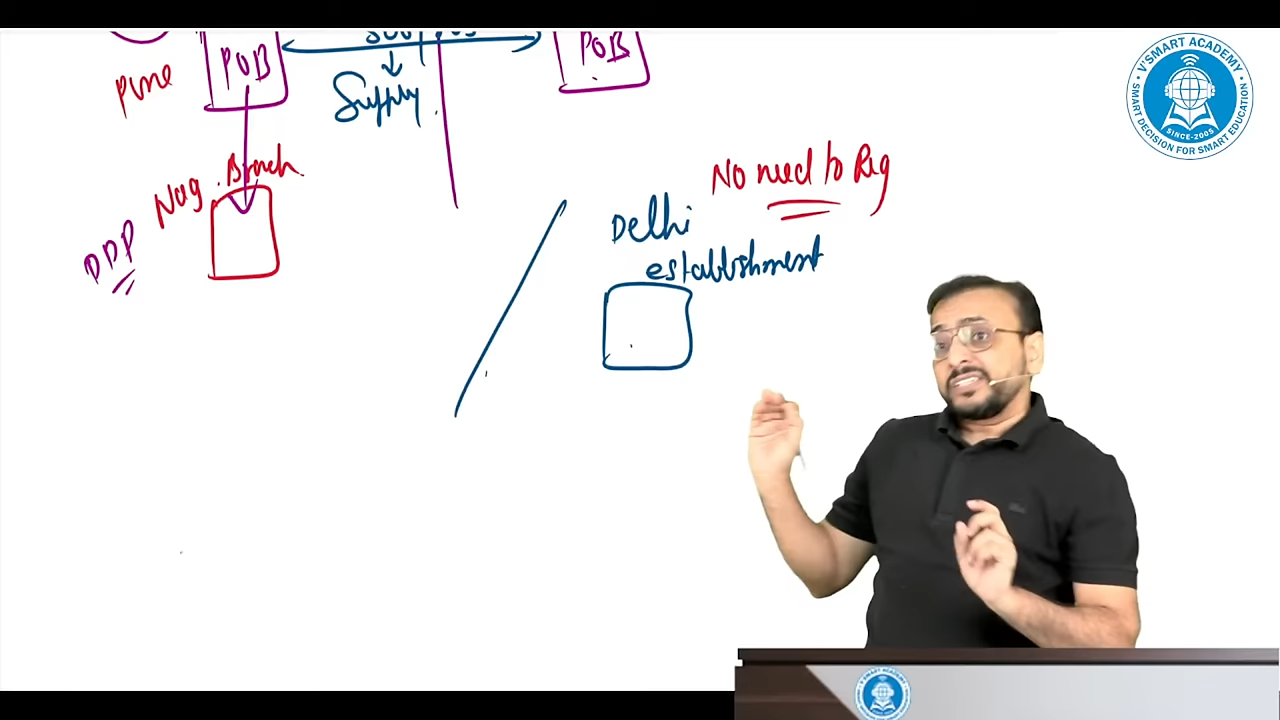 POB
POB
Pune
Supply
Nag. Branch
DDP
No need to Reg
Delhi
establishment
V'SMART ACADEMY
SMART DECISION FOR SMART EDUCATION
SINCE-2005